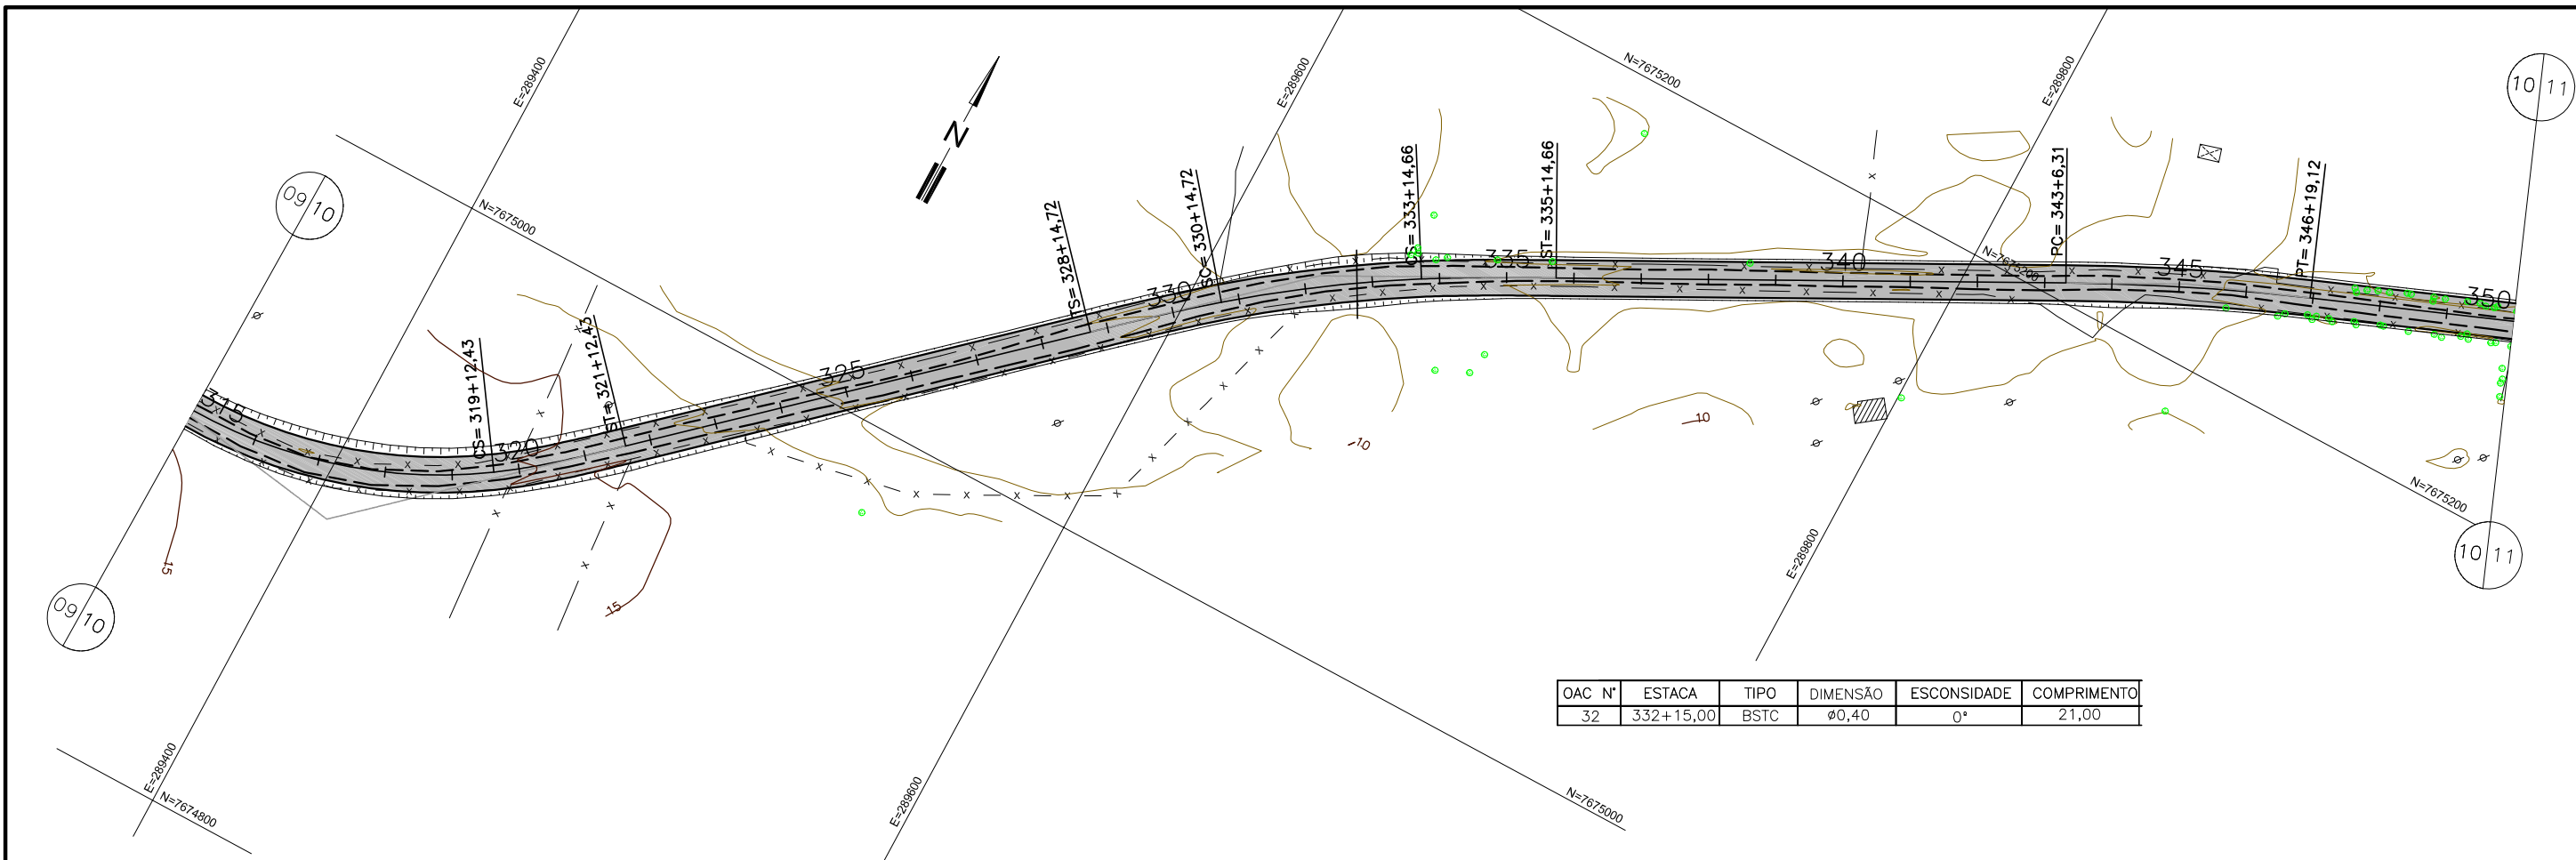 E=289400
E=289600
N=7675200
E=289800
10 11
09 10
N=7675000
N
TS= 328+14,72
SC= 330+14,72
CS= 333+14,66
ST= 335+14,66
PC= 343+6,31
PT= 346+19,12
N=7675200
CS= 319+12,43
ST= 321+12,43
315
320
325
330
335
340
345
350
10
10
15
15
09 10
N=7675200
10 11
E=289800
E=289400
N=7674800
E=289600
N=7675000
OAC N° ESTACA TIPO DIMENSÃO ESCONSIDADE COMPRIMENTO
32 332+15,00 BSTC ø0,40 0° 21,00